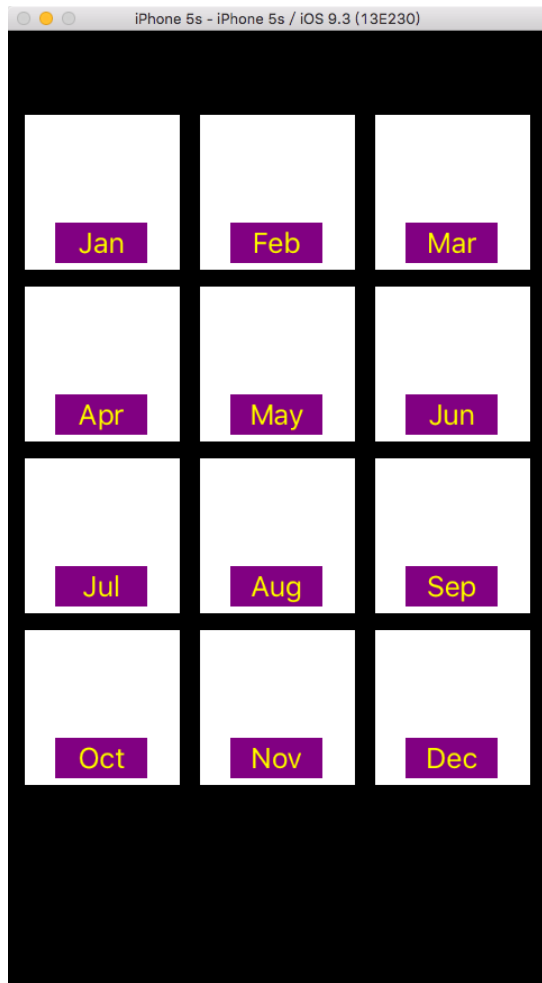 iPhone 5s - iPhone 5s / iOS 9.3 (13E230)
Jan Feb Mar
Apr May Jun
Jul Aug Sep
Oct Nov Dec